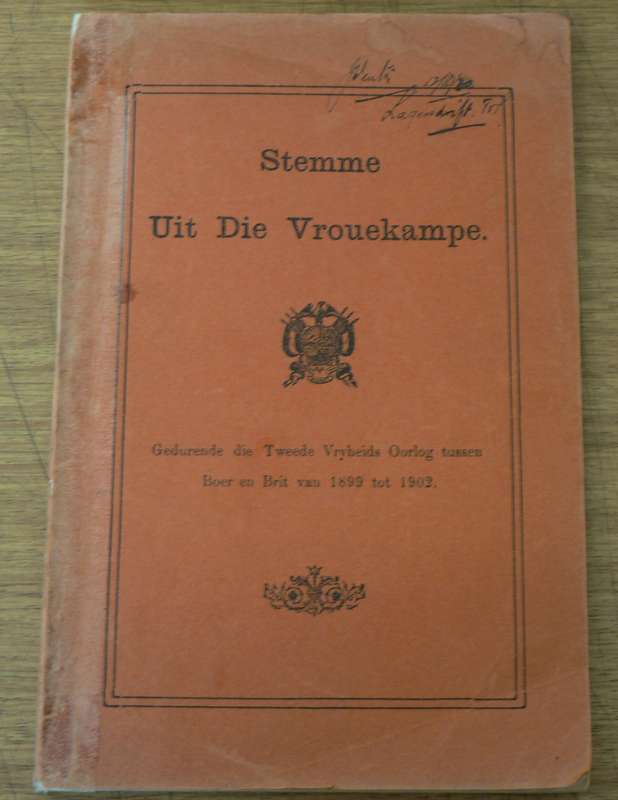 Stemme
Uit Die Vrouekampe.
Gedurende die Tweede Vryheids Oorlog tussen
Boer en Brit van 1899 tot 1902.